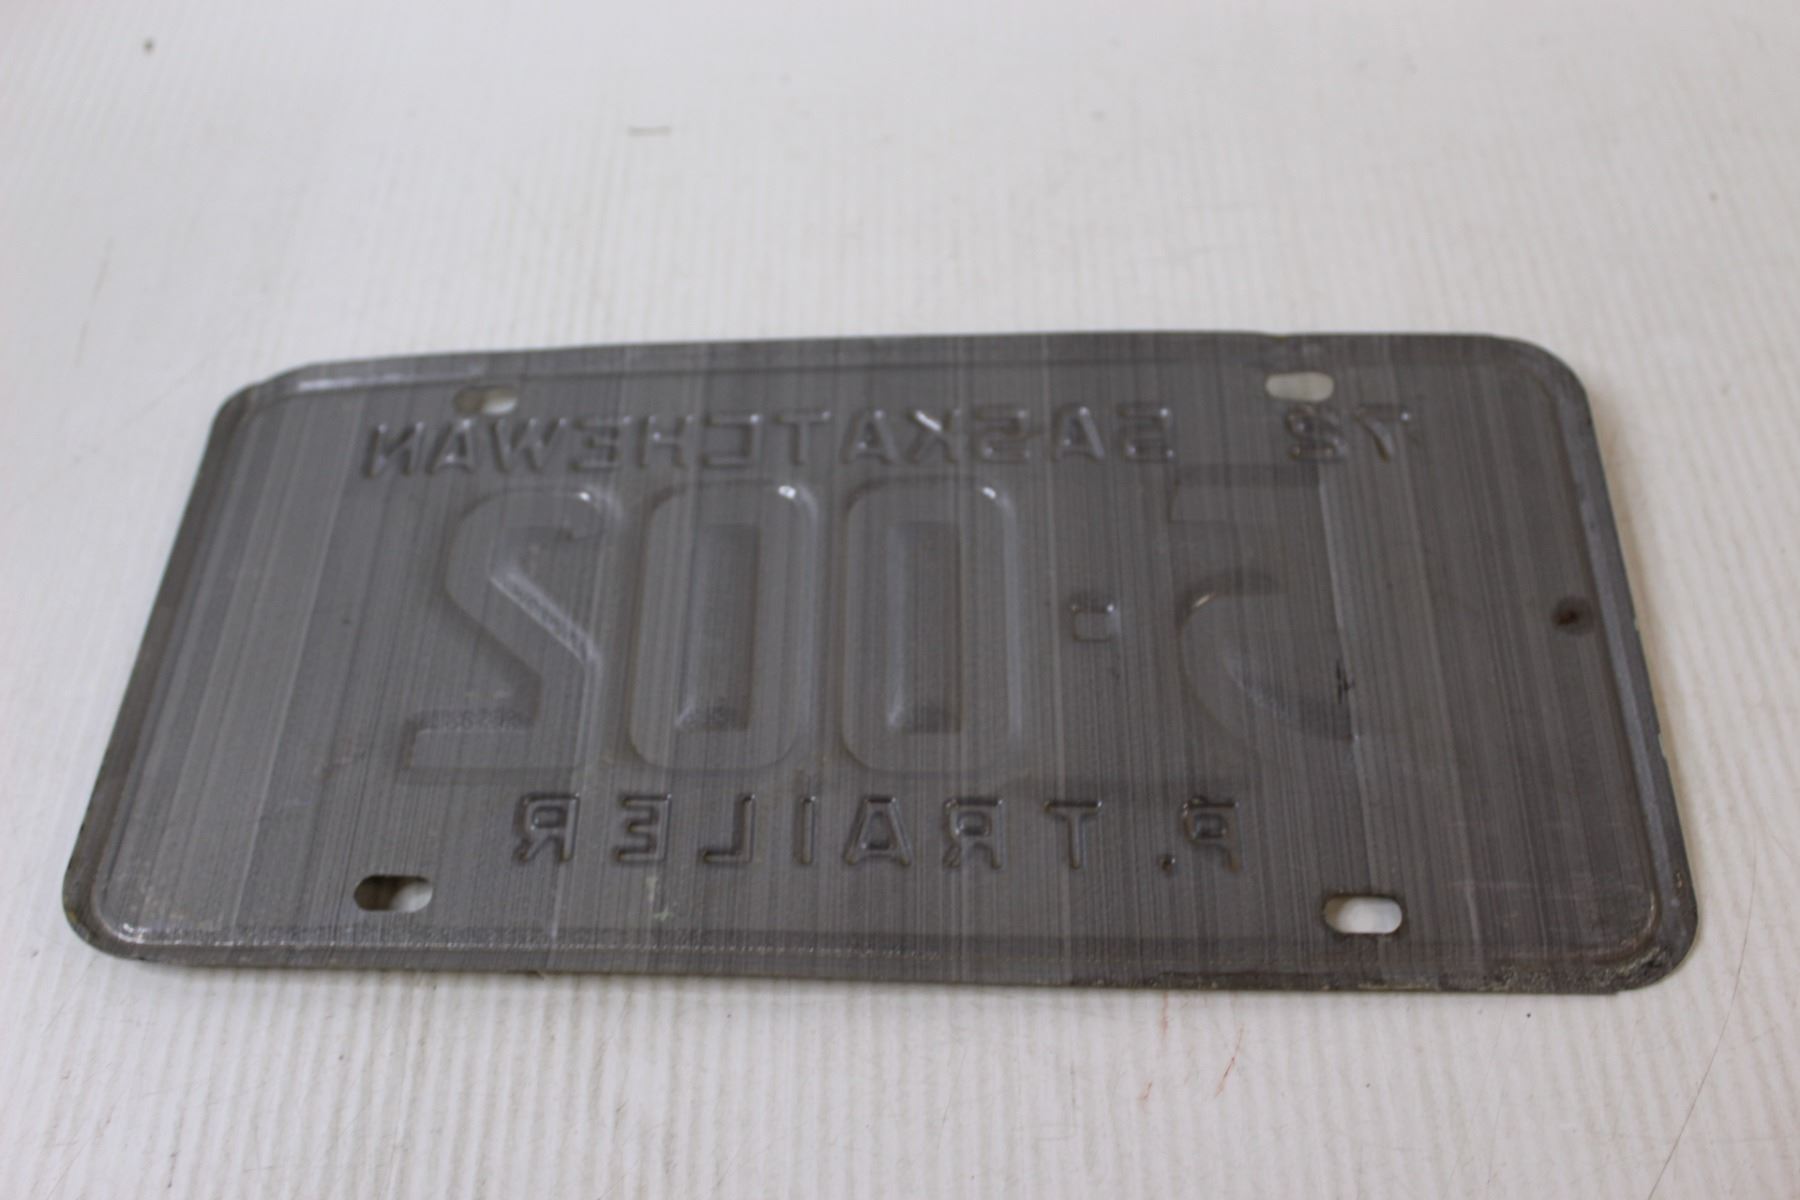 72 SASKATCHEWAN
5·002
P.TRAILER